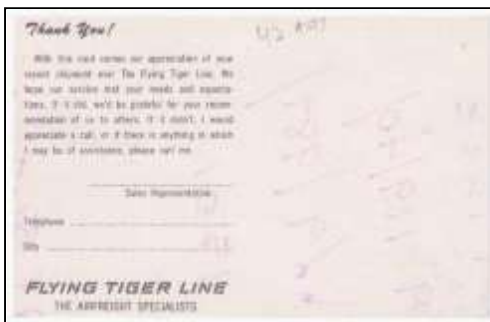 Thank You!
With this card comes our appreciation of your
recent shipment over The Flying Tiger Line. We
hope our service met your needs and expecta-
tions. If it did, we'd be grateful for your recom-
mendation of us to others. If it didn't, I would
appreciate a call, or if there is anything in which
I may be of assistance, please call me.
Sales Representative
Telephone
City
FLYING TIGER LINE
THE AIRFREIGHT SPECIALISTS